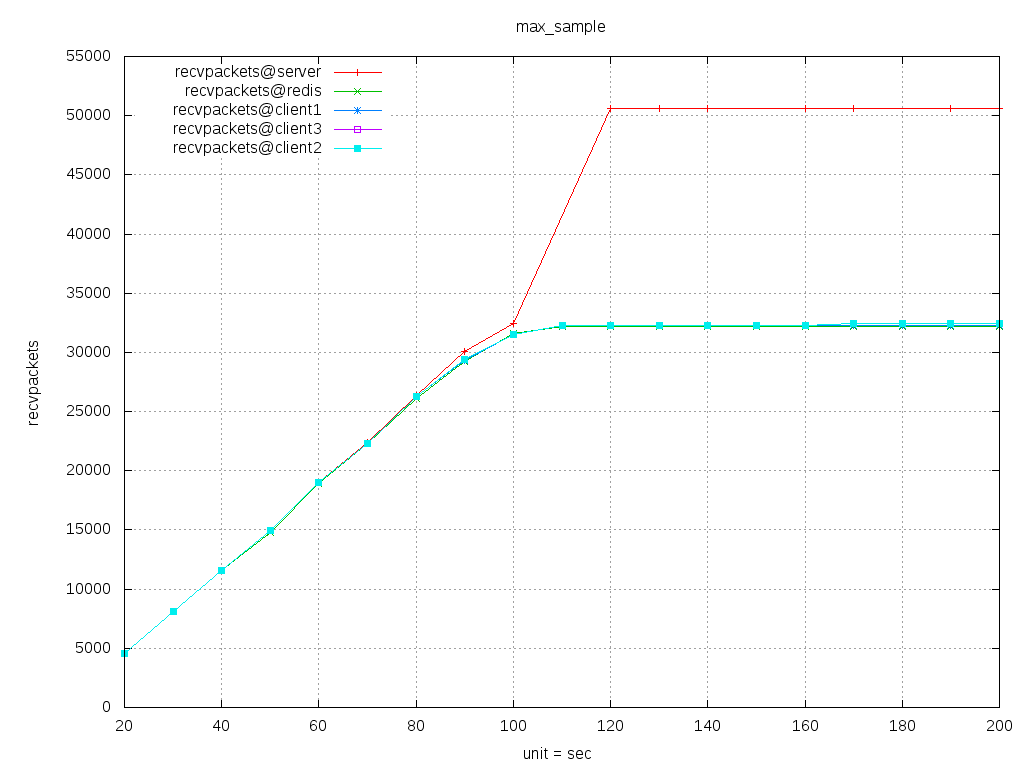 max_sample
55000
50000
45000
40000
35000
30000
25000
20000
15000
10000
5000
0
recvpackets
recvpackets@server
recvpackets@redis
recvpackets@client1
recvpackets@client3
recvpackets@client2
20 40 60 80 100 120 140 160 180 200
unit = sec